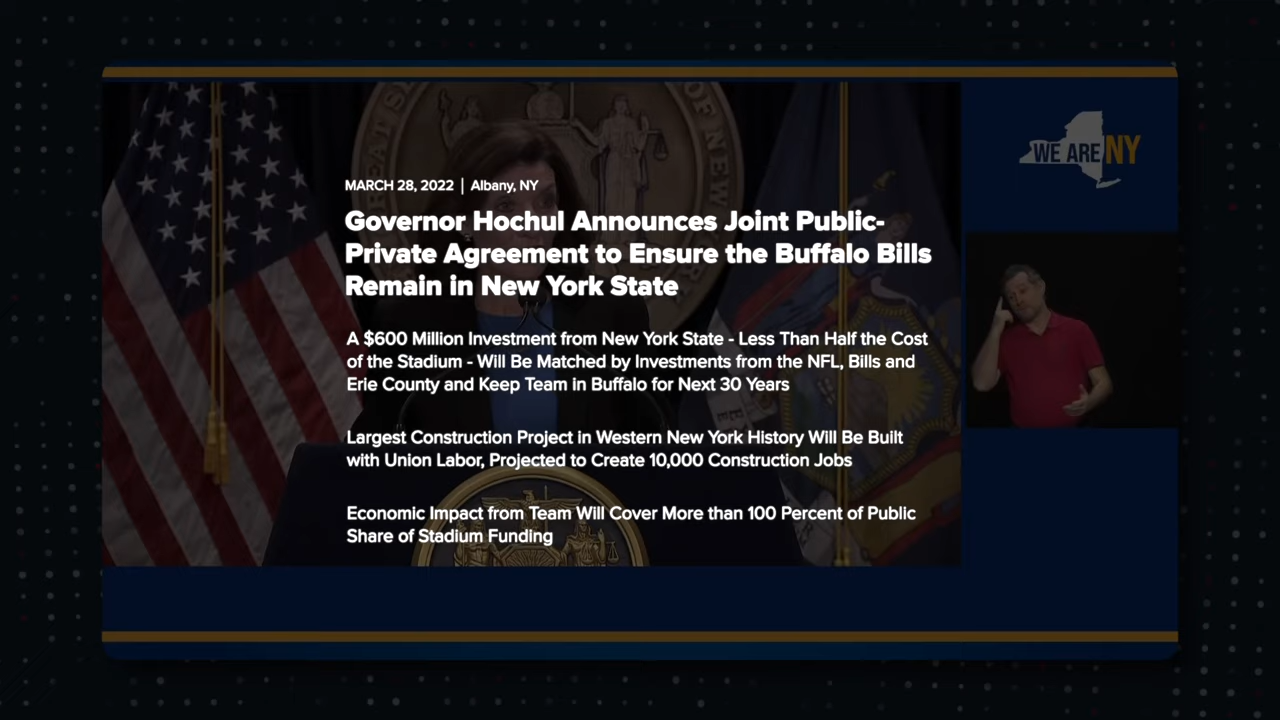 WE ARE NY
MARCH 28, 2022 | Albany, NY
Governor Hochul Announces Joint Public-
Private Agreement to Ensure the Buffalo Bills
Remain in New York State
A $600 Million Investment from New York State - Less Than Half the Cost
of the Stadium - Will Be Matched by Investments from the NFL, Bills and
Erie County and Keep Team in Buffalo for Next 30 Years
Largest Construction Project in Western New York History Will Be Built
with Union Labor, Projected to Create 10,000 Construction Jobs
Economic Impact from Team Will Cover More than 100 Percent of Public
Share of Stadium Funding